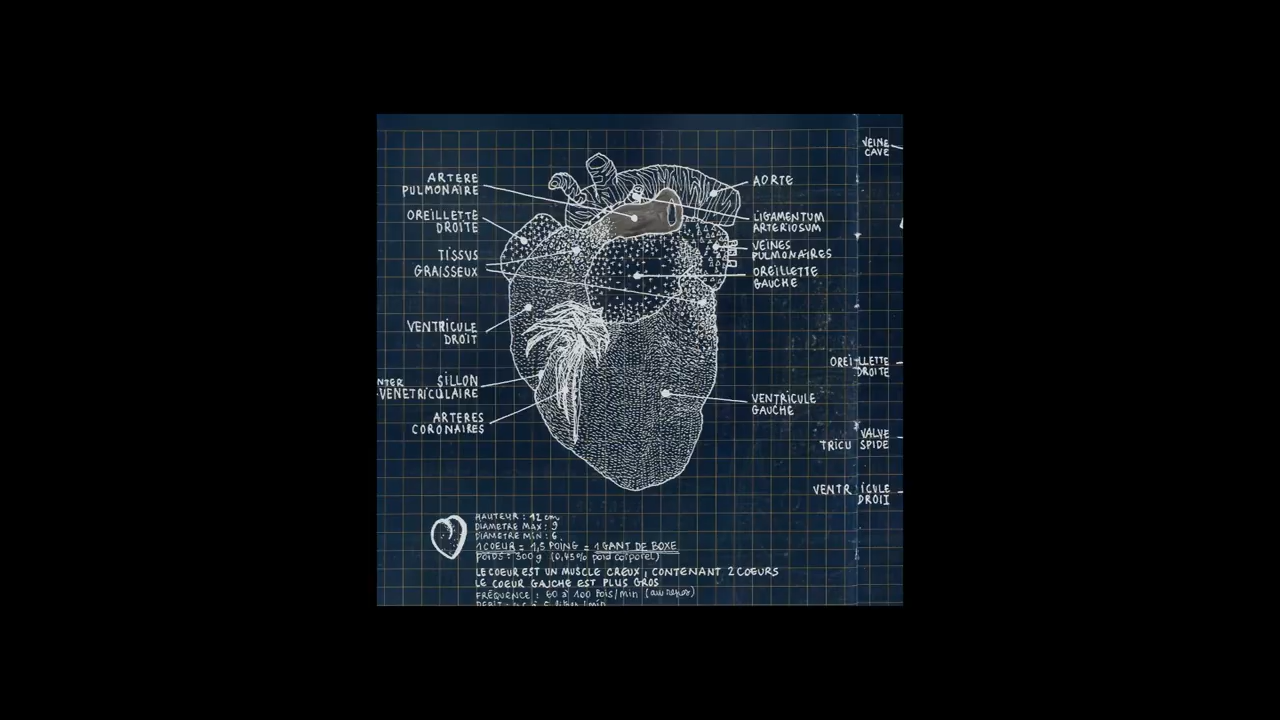 ARTERE
PULMONAIRE
OREILLETTE
DROITE
TISSUS
GRAISSEUX
VENTRICULE
DROIT
NTER SILLON
-VENETRICULAIRE
ARTERES
CORONAIRES
AORTE
LIGAMENTUM
ARTERIOSUM
VEINES
PULMONAIRES
OREILLETTE
GAUCHE
VENTRICULE
GAUCHE
VEINE
CAVE
OREILLETTE
DROITE
VALVE
TRICUSPIDE
VENTRICULE
DROIT
HAUTEUR : 12 cm
DIAMETRE MAX : 9
DIAMETRE MIN : 6.
1 COEUR = 1,5 POING = 1 GANT DE BOXE
POIDS : 300 g (0,45% poid corporel)
LE COEUR EST UN MUSCLE CREUX, CONTENANT 2 COEURS
LE COEUR GAUCHE EST PLUS GROS
FRÉQUENCE : 60 à 100 Fois/min (au repos)